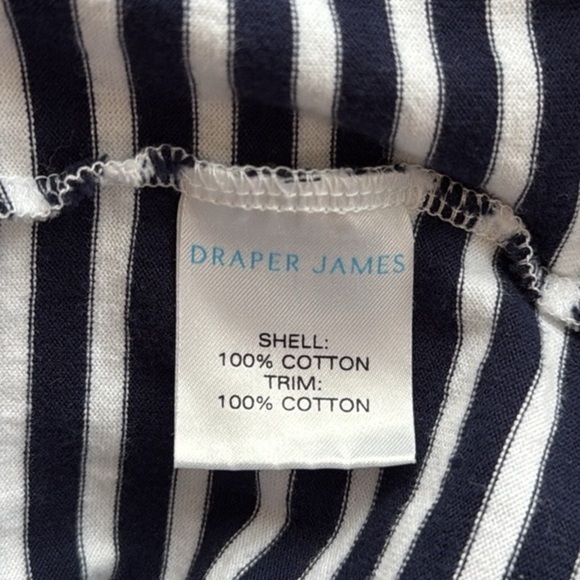 DRAPER JAMES
SHELL:
100% COTTON
TRIM:
100% COTTON